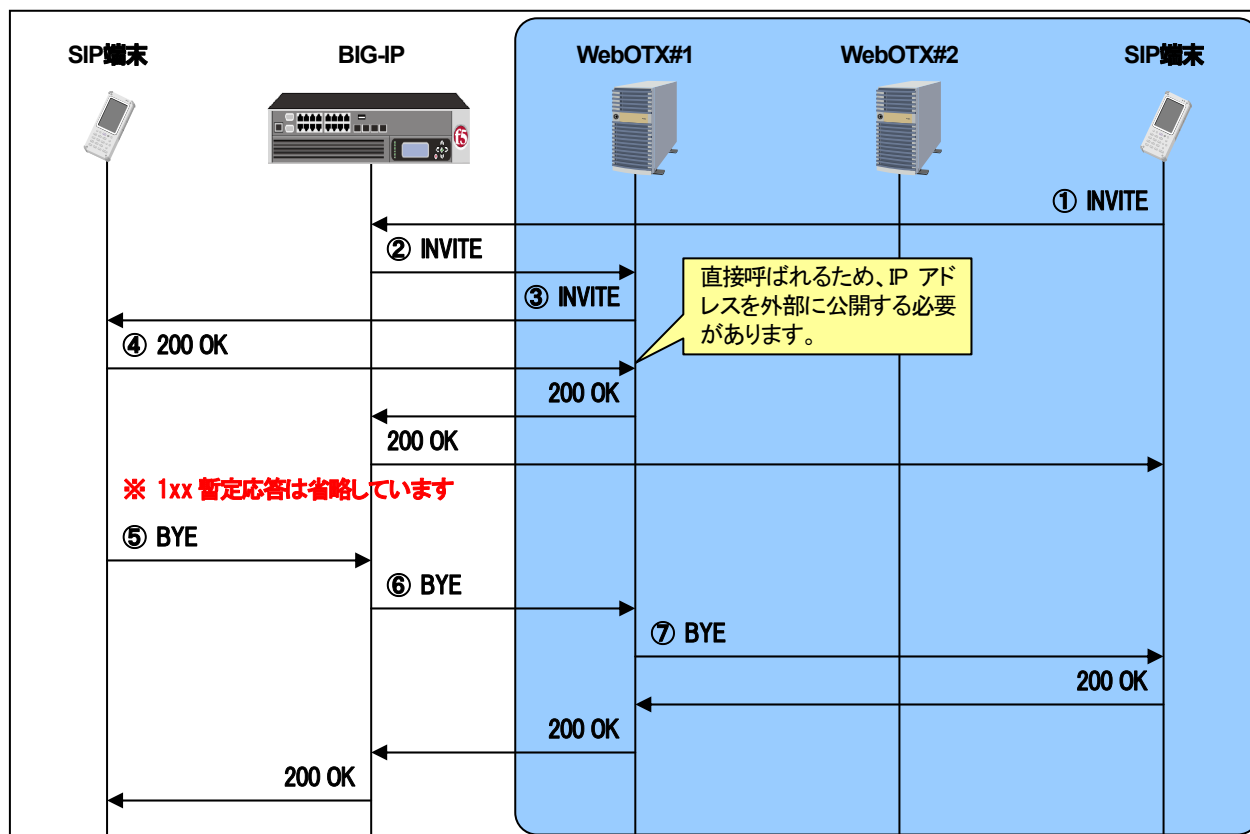 SIP端末
BIG-IP
WebOTX#1
WebOTX#2
SIP端末
f5
① INVITE
② INVITE
③ INVITE
直接呼ばれるため、IP アド
レスを外部に公開する必要
があります。
④ 200 OK
200 OK
200 OK
※ 1xx 暫定応答は省略しています
⑤ BYE
⑥ BYE
⑦ BYE
200 OK
200 OK
200 OK